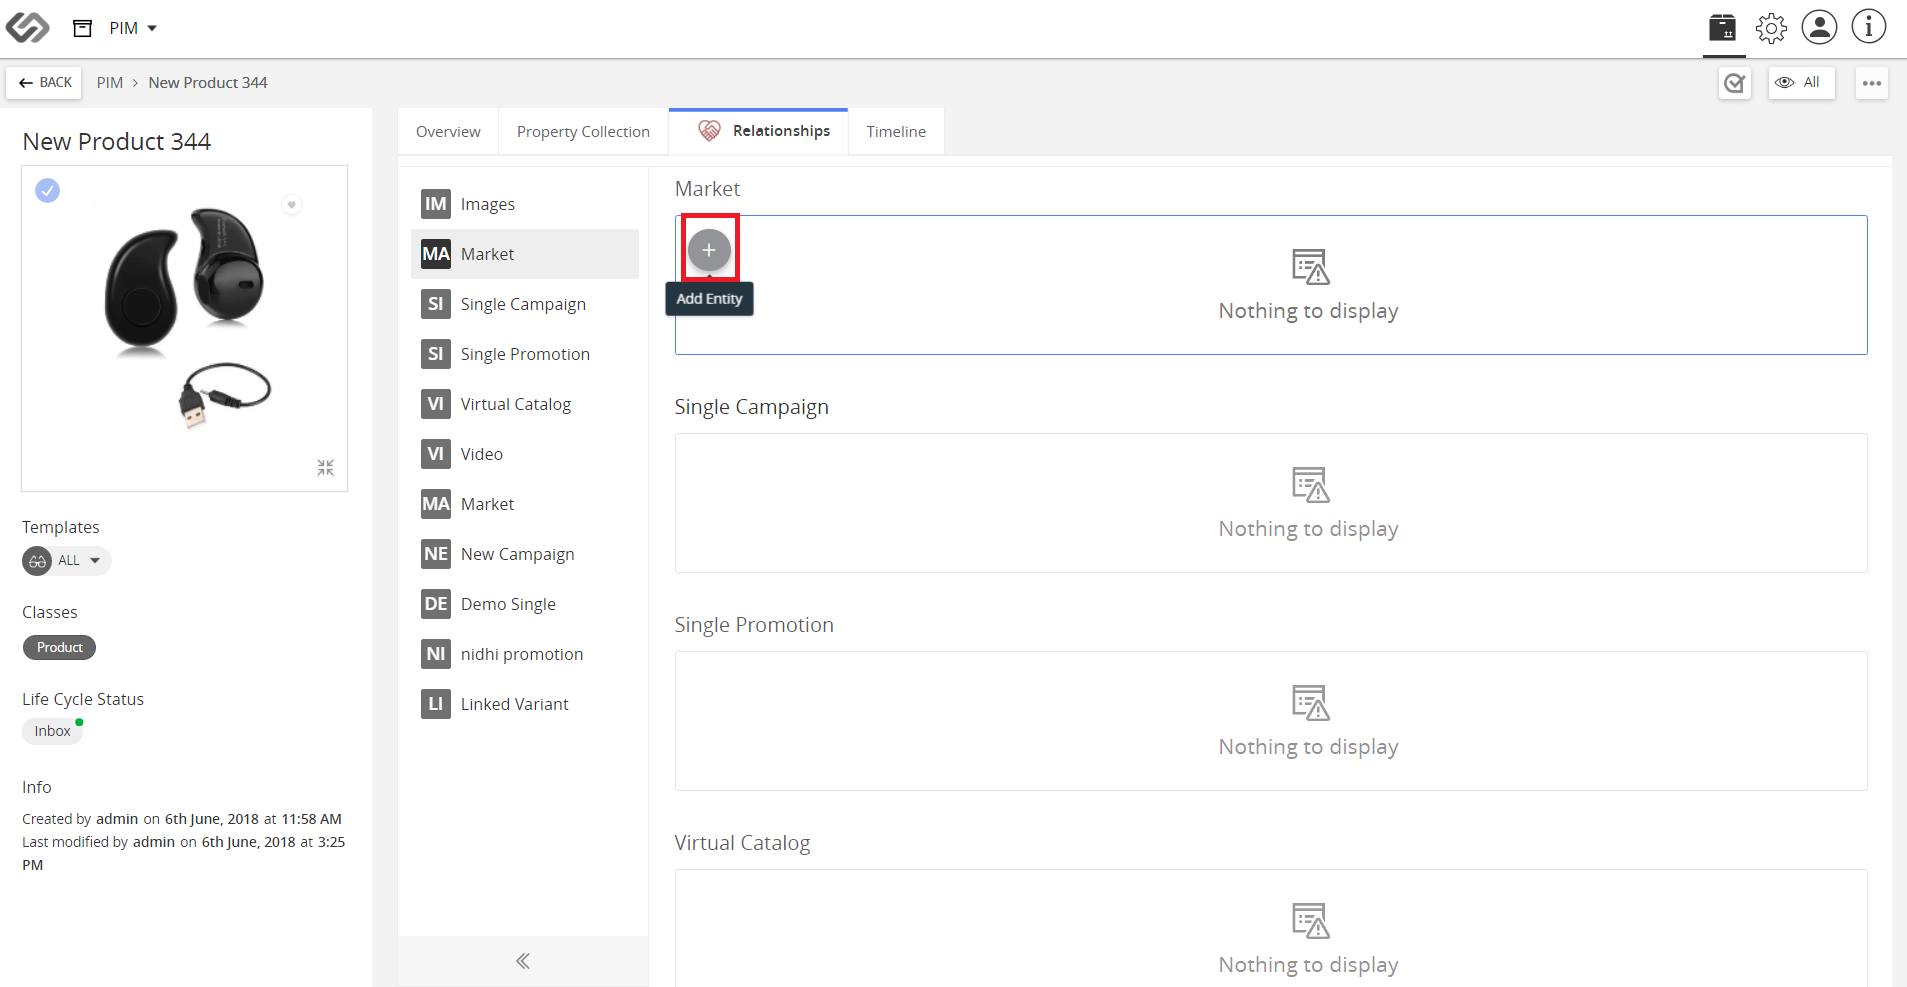 PIM
BACK
PIM > New Product 344
All
New Product 344
Templates
ALL
Classes
Product
Life Cycle Status
Inbox
Info
Created by admin on 6th June, 2018 at 11:58 AM
Last modified by admin on 6th June, 2018 at 3:25
PM
Overview
Property Collection
Relationships
Timeline
IM Images
MA Market
SI Single Campaign
SI Single Promotion
VI Virtual Catalog
VI Video
MA Market
NE New Campaign
DE Demo Single
NI nidhi promotion
LI Linked Variant
Market
Add Entity
Nothing to display
Single Campaign
Nothing to display
Single Promotion
Nothing to display
Virtual Catalog
Nothing to display